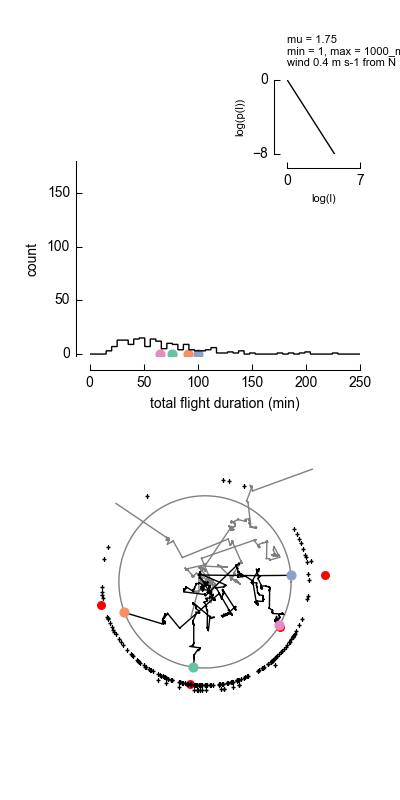 mu = 1.75
min = 1, max = 1000_m
wind 0.4 m s-1 from N
0
log(p(l))
−8
0 7
log(l)
150
100
count
50
0
0 50 100 150 200 250
total flight duration (min)